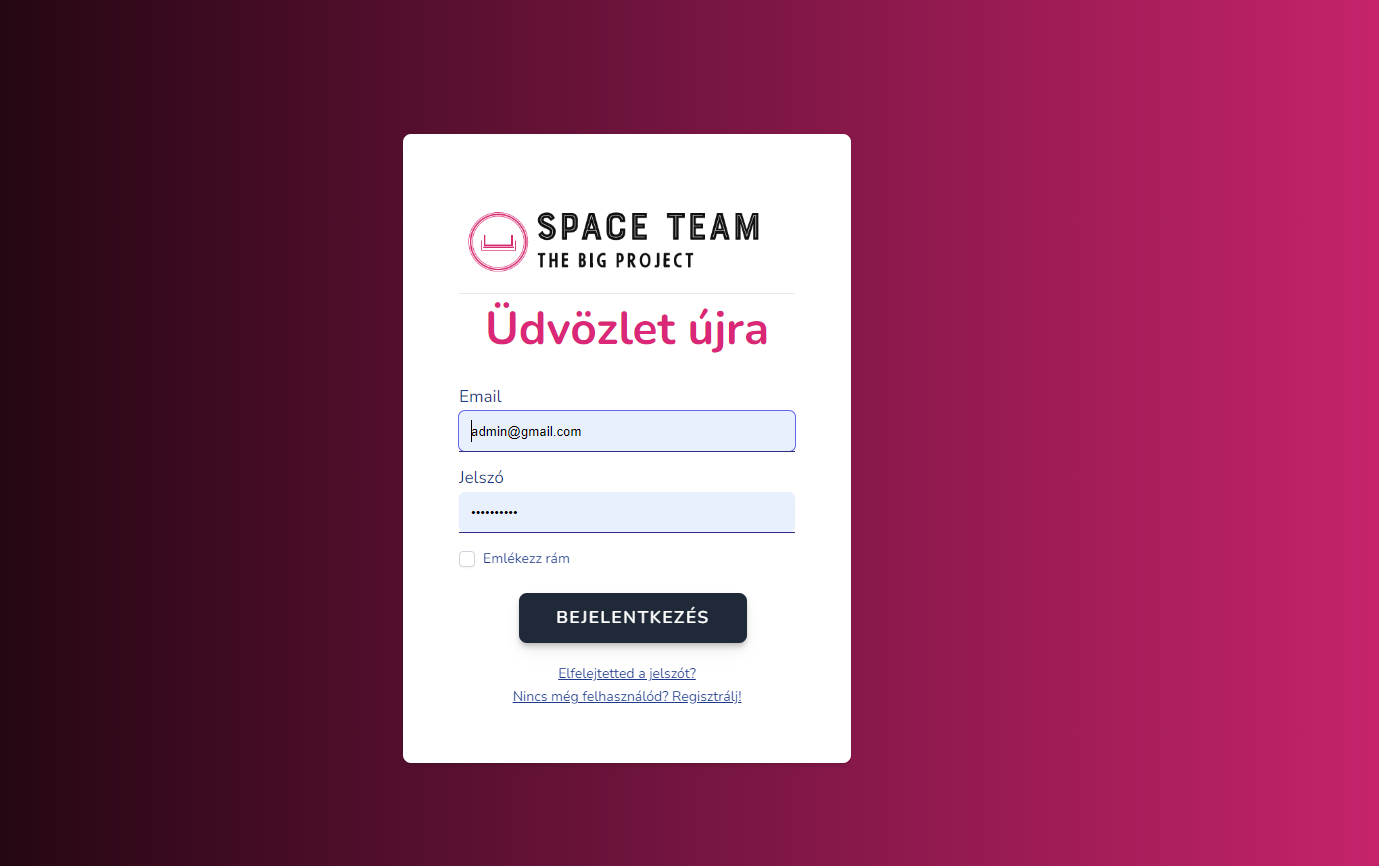 SPACE TEAM
THE BIG PROJECT
Üdvözlet újra
Email
admin@gmail.com
Jelszó
••••••••••
Emlékezz rám
BEJELENTKEZÉS
Elfelejtetted a jelszót?
Nincs még felhasználód? Regisztrálj!